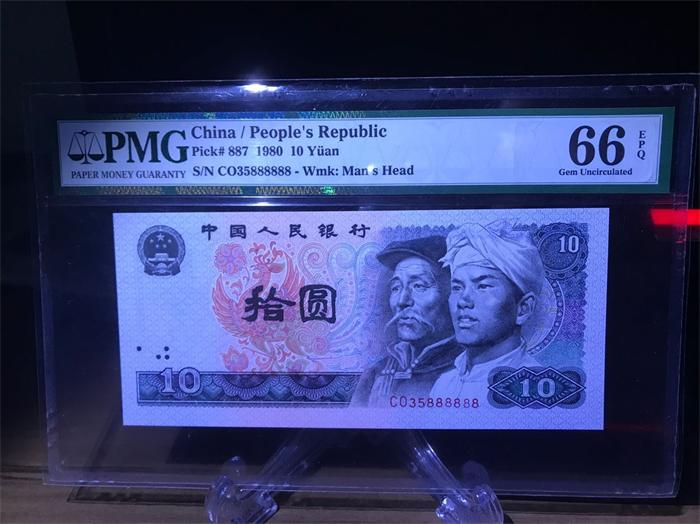 PMG
PAPER MONEY GUARANTY
China / People's Republic
Pick# 887 1980 10 Yüan
S/N CO35888888 - Wmk: Man's Head
66
EPQ
Gem Uncirculated
中国人民银行
10
拾圆
10
CO35888888
10